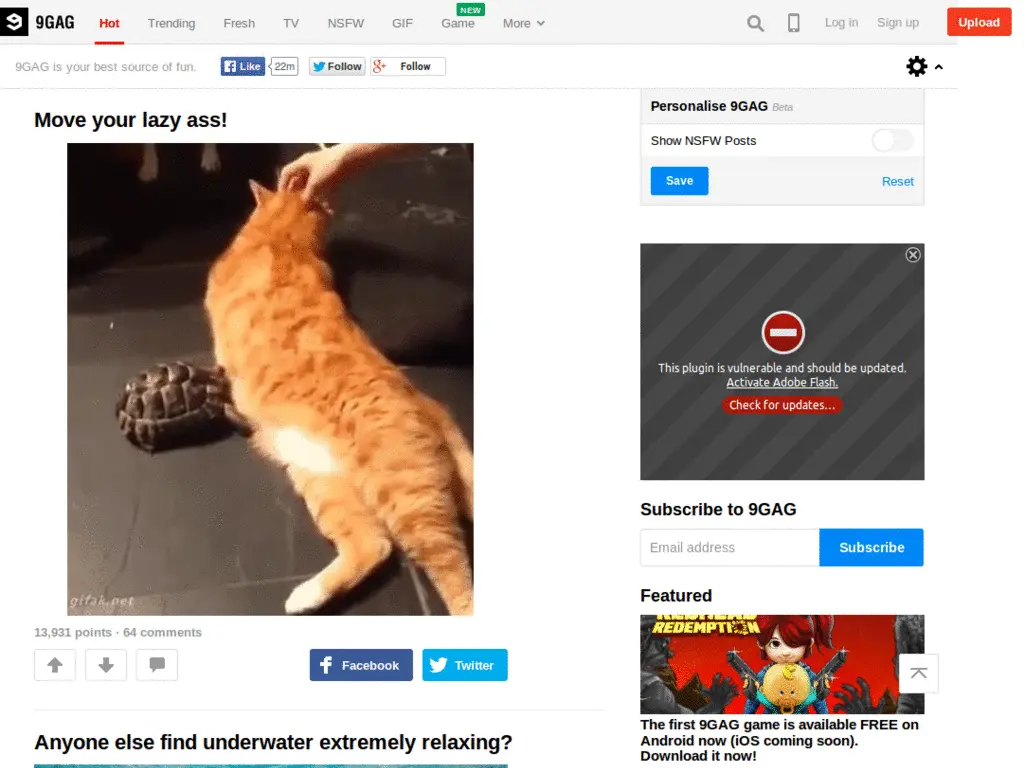 9GAG
Hot
Trending
Fresh
TV
NSFW
GIF
NEW
Game
More
Log in
Sign up
Upload
9GAG is your best source of fun.
Like
22m
Follow
Follow
Move your lazy ass!
gifak.net
13,931 points · 64 comments
Facebook
Twitter
Anyone else find underwater extremely relaxing?
Personalise 9GAG Beta
Show NSFW Posts
Save
Reset
This plugin is vulnerable and should be updated.
Activate Adobe Flash.
Check for updates...
Subscribe to 9GAG
Email address
Subscribe
Featured
REDHEAD
REDEMPTION
The first 9GAG game is available FREE on
Android now (iOS coming soon).
Download it now!